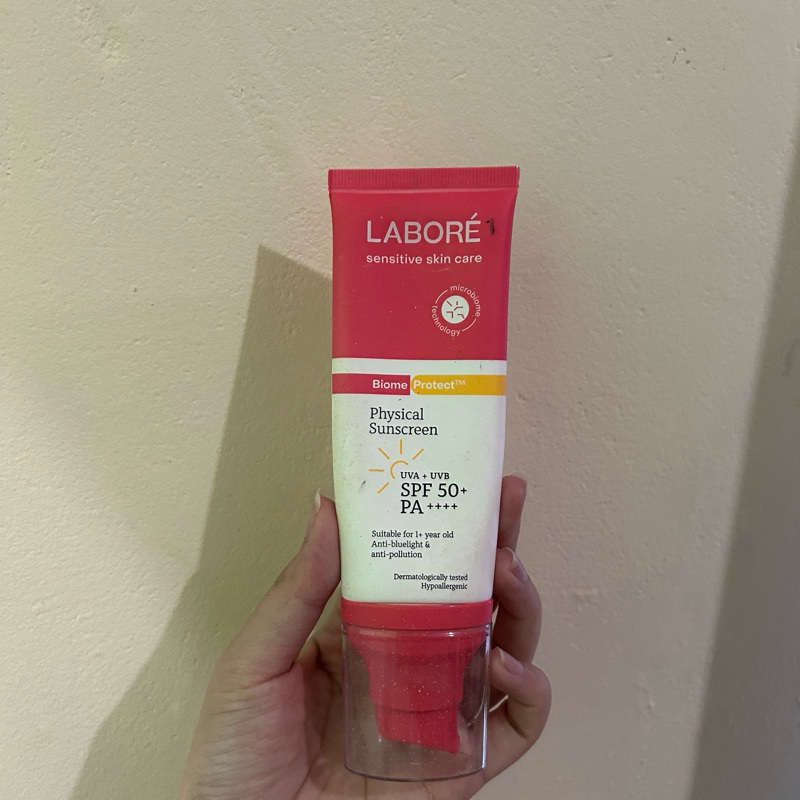 LABORÉ
sensitive skin care
microbiome
technology
Biome Protect™
Physical
Sunscreen
UVA + UVB
SPF 50+
PA ++++
Suitable for 1+ year old
Anti-bluelight &
anti-pollution
Dermatologically tested
Hypoallergenic